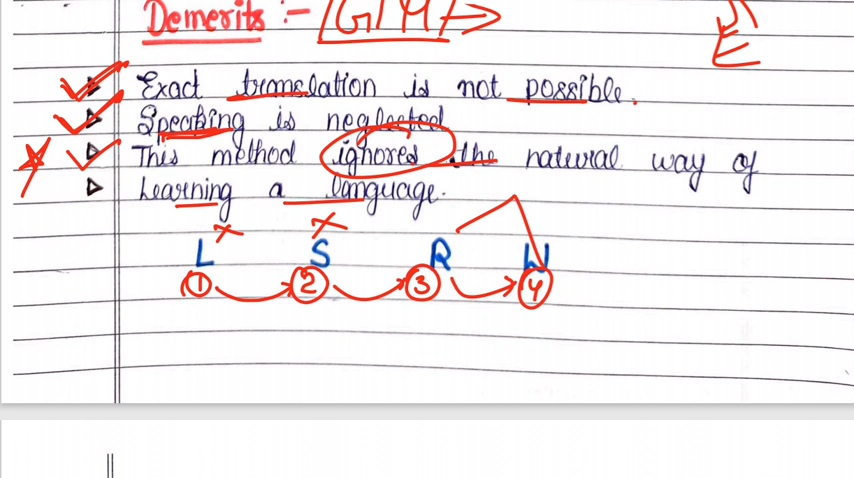 Demerits :- GTM →
E
Exact translation is not possible.
Speaking is neglected
This method ignored the natural way of
Learning a language.
L S R W
1 2 3 4